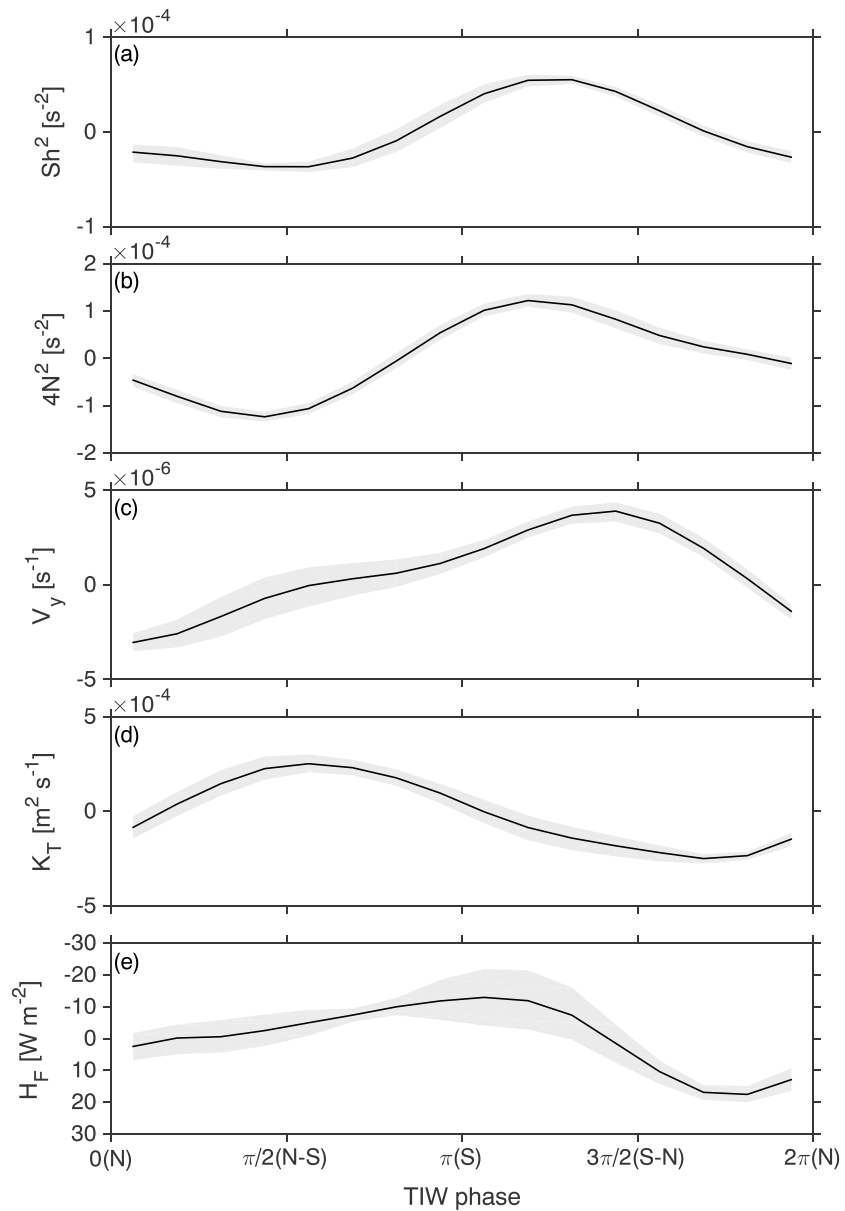 ×10⁻⁴
1
(a)
0
-1
Sh² [s⁻²]
×10⁻⁴
2
(b)
1
0
-1
-2
4N² [s⁻²]
×10⁻⁶
5
(c)
0
-5
V_y [s⁻¹]
×10⁻⁴
5
(d)
0
-5
K_T [m² s⁻¹]
-30
(e)
-20
-10
0
10
20
30
H_F [W m⁻²]
0(N) π/2(N-S) π(S) 3π/2(S-N) 2π(N)
TIW phase